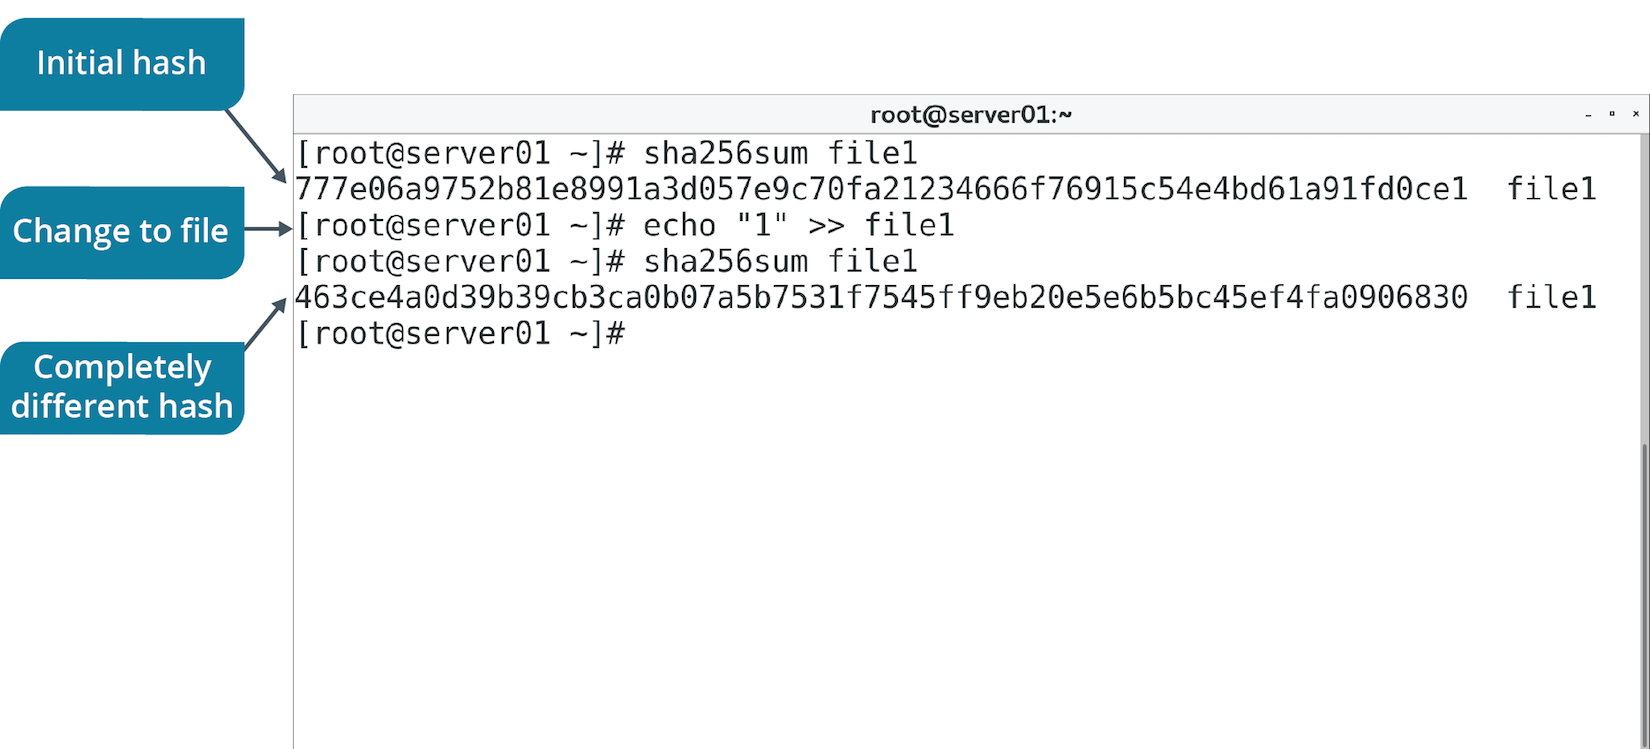 Initial hash
root@server01:~
[root@server01 ~]# sha256sum file1
777e06a9752b81e8991a3d057e9c70fa21234666f76915c54e4bd61a91fd0ce1  file1
Change to file
[root@server01 ~]# echo "1" >> file1
[root@server01 ~]# sha256sum file1
463ce4a0d39b39cb3ca0b07a5b7531f7545ff9eb20e5e6b5bc45ef4fa0906830  file1
[root@server01 ~]#
Completely
different hash